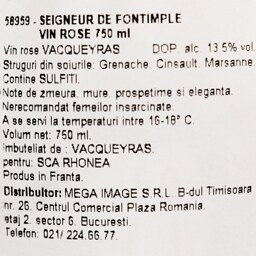 58959 - SEIGNEUR DE FONTIMPLE
VIN ROSE 750 ml
Vin rose VACQUEYRAS DOP alc. 13.5% vol.
Struguri din soiurile: Grenache, Cinsault, Marsanne.
Contine SULFITI.
Note de zmeura, mure, prospetime si eleganta.
Nerecomandat femeilor insarcinate.
A se servi la temperaturi intre 16-18° C.
Volum net: 750 ml.
Imbuteliat de : VACQUEYRAS.
pentru: SCA RHONEA
Produs in Franta.
Distribuitor: MEGA IMAGE S.R.L. B-dul Timisoara
nr. 26, Centrul Comercial Plaza Romania,
etaj 2, sector 6, Bucuresti.
Telefon: 021/ 224.66.77.